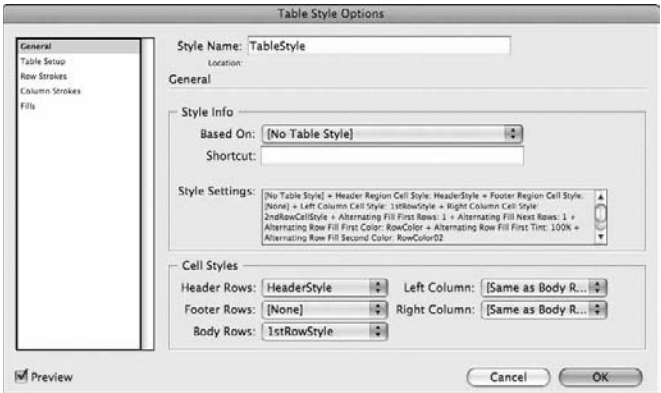 Table Style Options
General
Table Setup
Row Strokes
Column Strokes
Fills
Style Name: TableStyle
Location:
General
Style Info
Based On: [No Table Style]
Shortcut:
Style Settings: [No Table Style] + Header Region Cell Style: HeaderStyle + Footer Region Cell Style:
[None] + Left Column Cell Style: 1stRowStyle + Right Column Cell Style:
2ndRowCellStyle + Alternating Fill First Rows: 1 + Alternating Fill Next Rows: 1 +
Alternating Row Fill First Color: RowColor + Alternating Row Fill First Tint: 100% +
Alternating Row Fill Second Color: RowColor02
Cell Styles
Header Rows: HeaderStyle Left Column: [Same as Body R...
Footer Rows: [None] Right Column: [Same as Body R...
Body Rows: 1stRowStyle
Preview Cancel OK